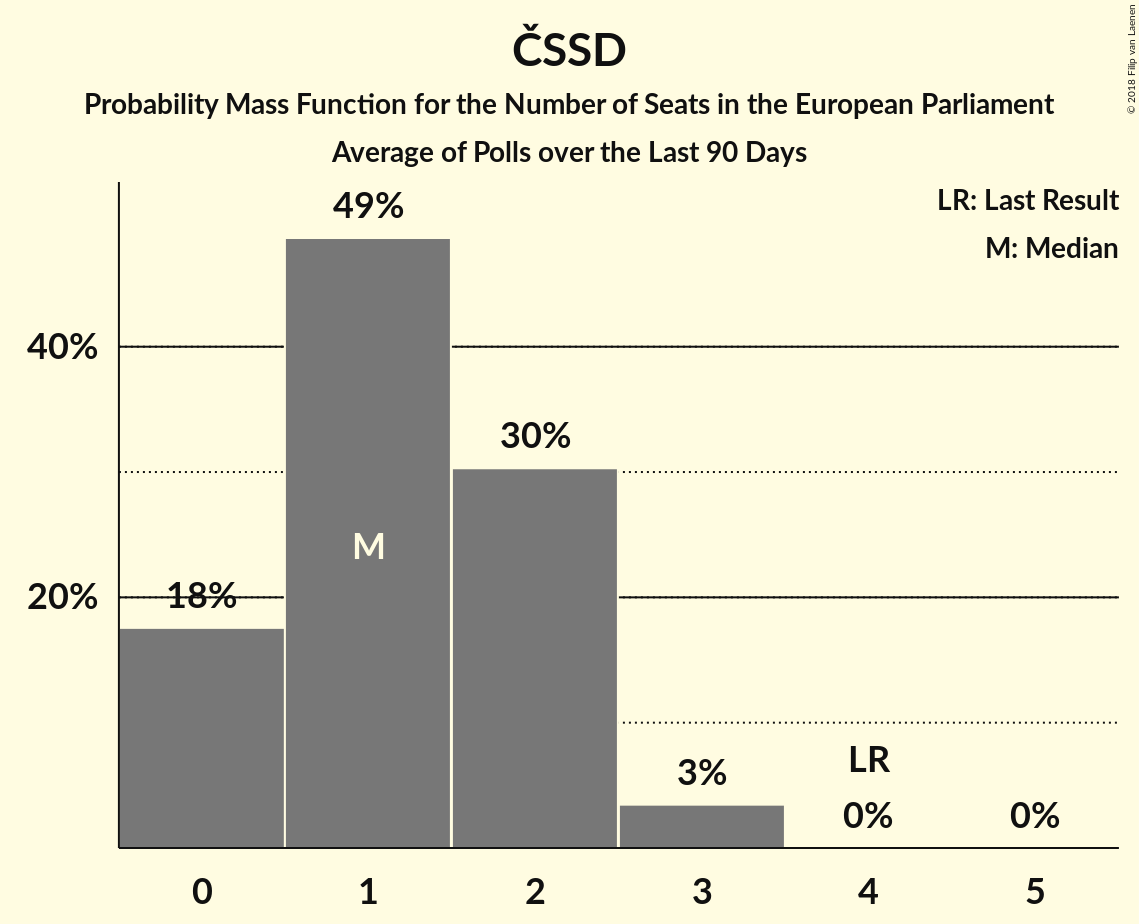 ČSSD
Probability Mass Function for the Number of Seats in the European Parliament
Average of Polls over the Last 90 Days
© 2018 Filip van Laenen
LR: Last Result
M: Median
49%
40%
30%
M
20%
18%
3%
LR
0%
0%
0 1 2 3 4 5